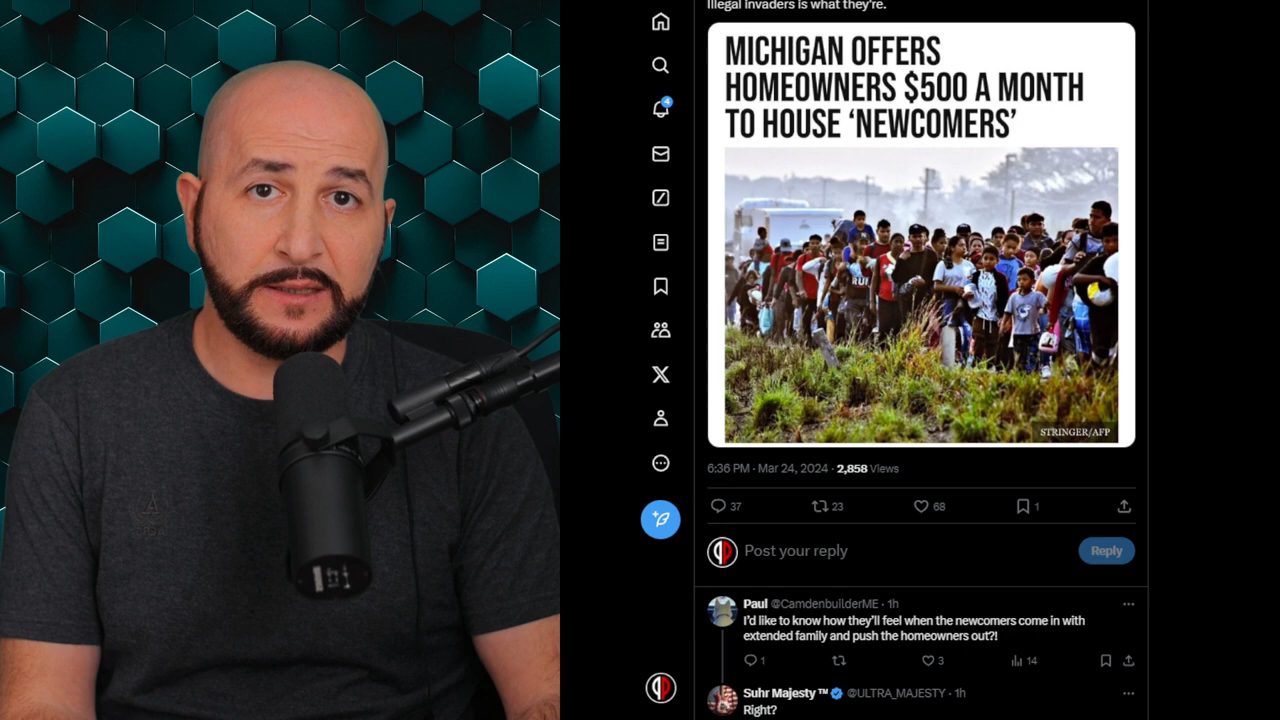 Illegal invaders is what they're.
MICHIGAN OFFERS
HOMEOWNERS $500 A MONTH
TO HOUSE ‘NEWCOMERS’
STRINGER/AFP
6:36 PM · Mar 24, 2024 · 2,858 Views
37 23 68 1
4
Post your reply Reply
Paul @CamdenbuilderME · 1h
I'd like to know how they'll feel when the newcomers come in with
extended family and push the homeowners out?!
1 3 14
Suhr Majesty ™ @ULTRA_MAJESTY · 1h
Right?